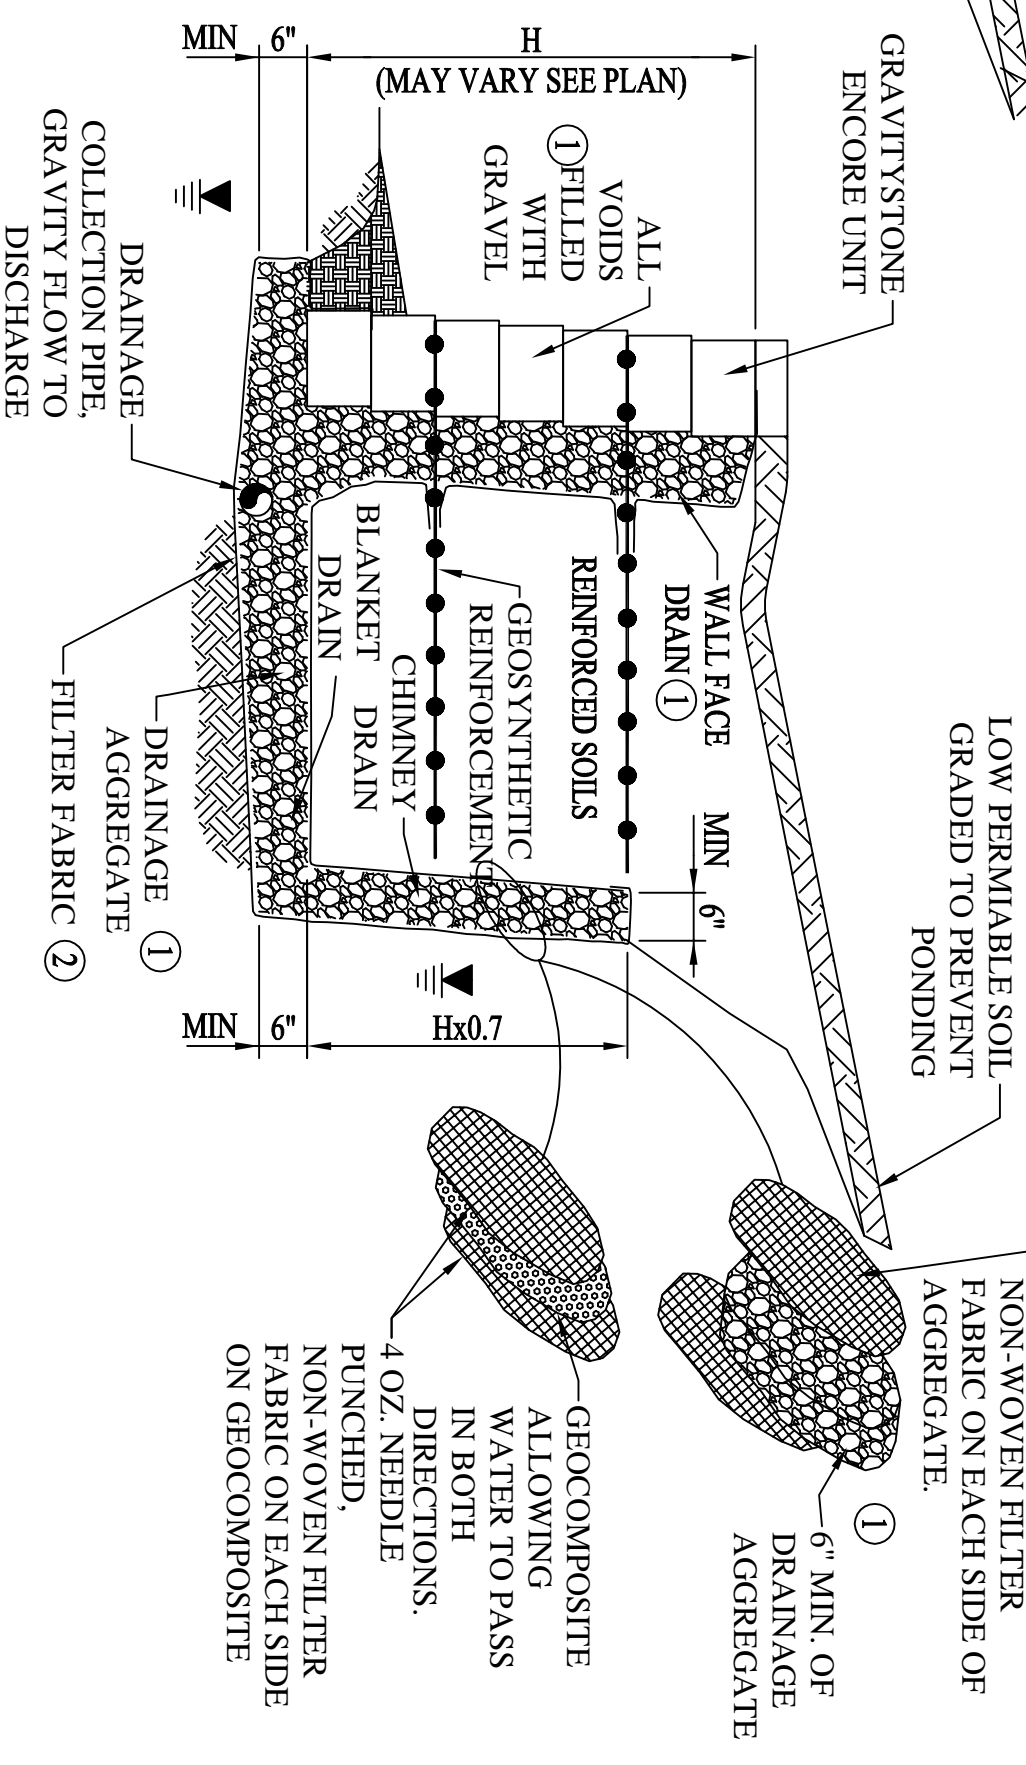 GRAVITYSTONE
ENCORE UNIT
LOW PERMIABLE SOIL
GRADED TO PREVENT
PONDING
NON-WOVEN FILTER
FABRIC ON EACH SIDE OF
AGGREGATE.
H
(MAY VARY SEE PLAN)
6"
MIN
ALL
VOIDS
① FILLED
WITH
GRAVEL
WALL FACE
DRAIN ①
MIN
6"
REINFORCED SOILS
GEOSYNTHETIC
REINFORCEMENT
CHIMNEY
DRAIN
BLANKET
DRAIN
Hx0.7
6"
MIN
①
6" MIN. OF
DRAINAGE
AGGREGATE
GEOCOMPOSITE
ALLOWING
WATER TO PASS
IN BOTH
DIRECTIONS.
4 OZ. NEEDLE
PUNCHED,
NON-WOVEN FILTER
FABRIC ON EACH SIDE
ON GEOCOMPOSITE
DRAINAGE
COLLECTION PIPE,
GRAVITY FLOW TO
DISCHARGE
DRAINAGE ①
AGGREGATE
FILTER FABRIC ②